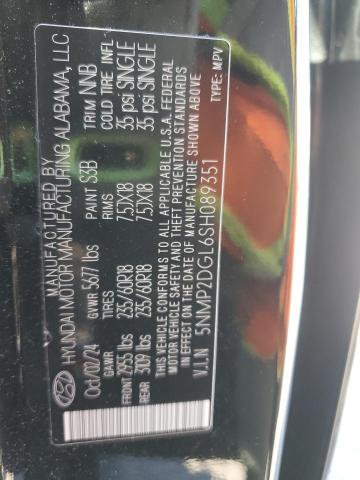 MANUFACTURED BY
HYUNDAI MOTOR MANUFACTURING ALABAMA, LLC
Oct/02/24 GVWR 5677 lbs PAINT S3B TRIM NNB
GAWR TIRES RIMS COLD TIRE INFL
FRONT 2955 lbs 235/60R18 7.5JX18 35 psi SINGLE
REAR 3109 lbs 235/60R18 7.5JX18 35 psi SINGLE
THIS VEHICLE CONFORMS TO ALL APPLICABLE U.S.A. FEDERAL
MOTOR VEHICLE SAFETY AND THEFT PREVENTION STANDARDS
IN EFFECT ON THE DATE OF MANUFACTURE SHOWN ABOVE
V.I.N 5NMP2DGL6SH089351 TYPE: MPV